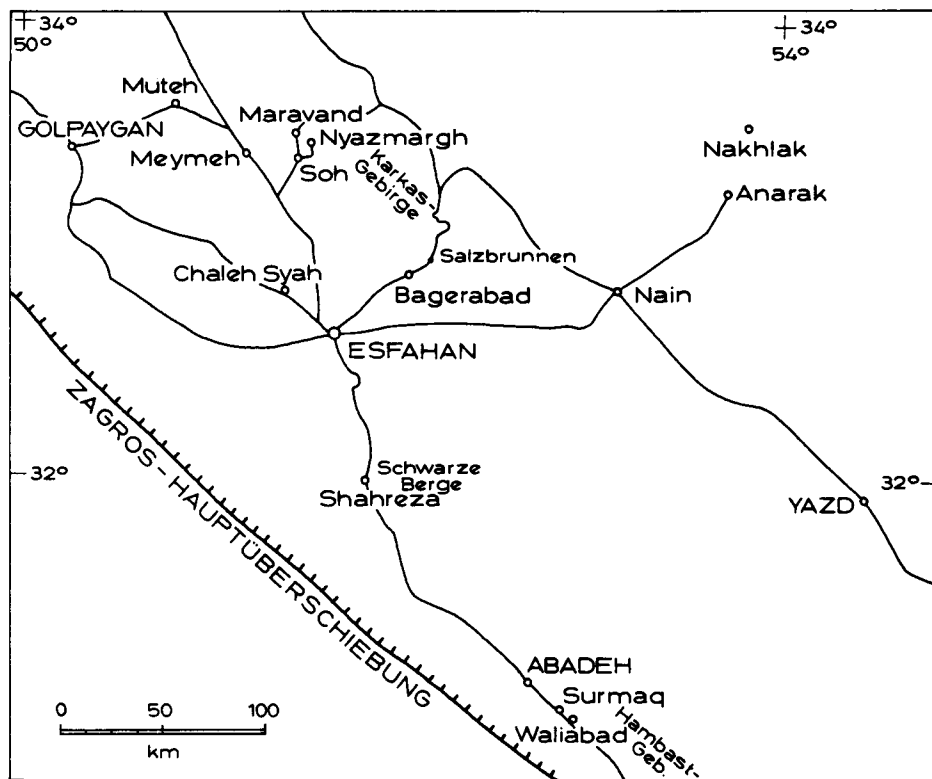 34°
50°
34°
54°
Muteh
Maravand
GOLPAYGAN
Nyazmargh
Nakhlak
Meymeh
Soh
Karkas-
Gebirge
Anarak
Salzbrunnen
Chaleh Syah
Bagerabad
Nain
ESFAHAN
ZAGROS-HAUPTÜBERSCHIEBUNG
32°
Schwarze
Berge
32°
Shahreza
YAZD
ABADEH
Surmaq
Waliabad
Hambast-
Geb.
0 50 100
km